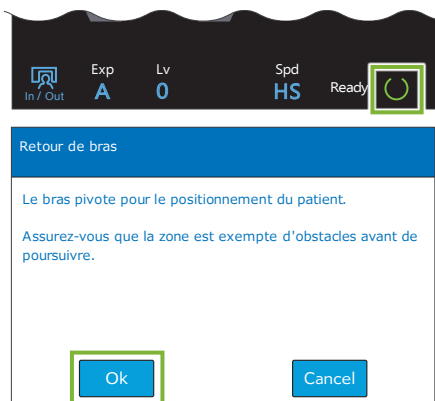 Exp Lv Spd
In / Out A 0 HS Ready
Retour de bras
Le bras pivote pour le positionnement du patient.
Assurez-vous que la zone est exempte d'obstacles avant de
poursuivre.
Ok Cancel